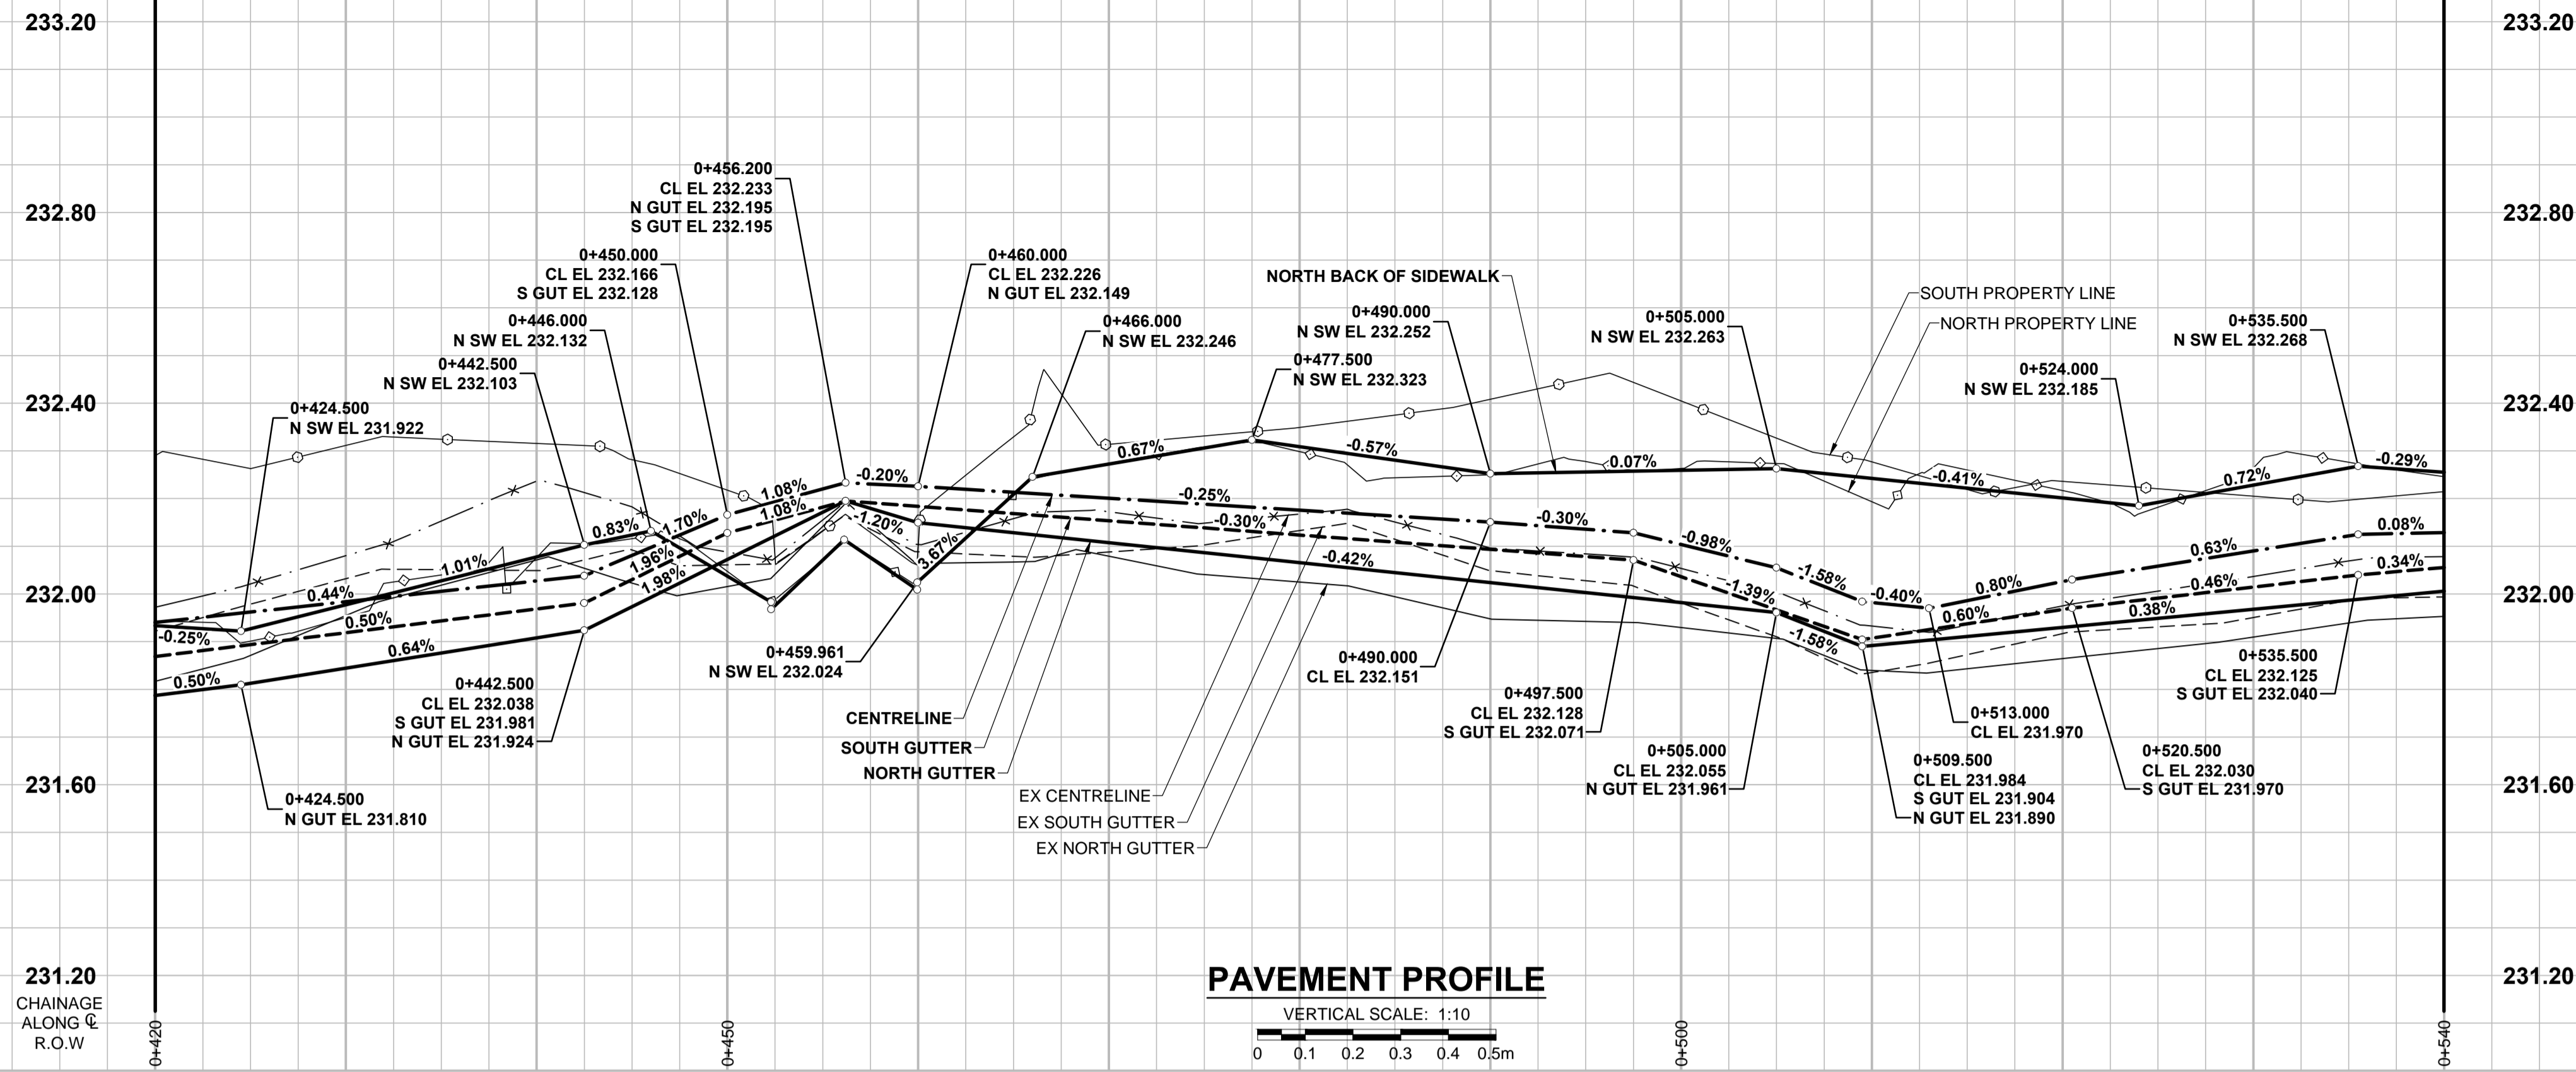 233.20
233.20
0+456.200
CL EL 232.233
N GUT EL 232.195
S GUT EL 232.195
232.80
232.80
0+450.000
CL EL 232.166
S GUT EL 232.128
0+460.000
CL EL 232.226
N GUT EL 232.149
NORTH BACK OF SIDEWALK
SOUTH PROPERTY LINE
NORTH PROPERTY LINE
0+446.000
N SW EL 232.132
0+466.000
N SW EL 232.246
0+490.000
N SW EL 232.252
0+505.000
N SW EL 232.263
0+535.500
N SW EL 232.268
0+442.500
N SW EL 232.103
0+477.500
N SW EL 232.323
0+524.000
N SW EL 232.185
232.40
232.40
0+424.500
N SW EL 231.922
0.67%
-0.57%
0.07%
-0.41%
0.72%
-0.29%
1.08%
1.08%
-0.20%
-0.25%
-0.30%
-0.30%
-0.98%
-1.58%
0.83%
1.70%
-1.20%
3.67%
-0.42%
1.01%
1.96%
1.98%
0.63%
0.08%
0.34%
232.00
232.00
0.44%
0.50%
-0.25%
0.64%
0.50%
-1.39%
-0.40%
0.80%
0.46%
0.60%
0.38%
-1.58%
0+459.961
N SW EL 232.024
0+490.000
CL EL 232.151
0+535.500
CL EL 232.125
S GUT EL 232.040
0+442.500
CL EL 232.038
S GUT EL 231.981
N GUT EL 231.924
0+497.500
CL EL 232.128
S GUT EL 232.071
0+513.000
CL EL 231.970
CENTRELINE
SOUTH GUTTER
NORTH GUTTER
0+505.000
CL EL 232.055
N GUT EL 231.961
0+509.500
CL EL 231.984
S GUT EL 231.904
N GUT EL 231.890
0+520.500
CL EL 232.030
S GUT EL 231.970
231.60
231.60
0+424.500
N GUT EL 231.810
EX CENTRELINE
EX SOUTH GUTTER
EX NORTH GUTTER
231.20
231.20
PAVEMENT PROFILE
VERTICAL SCALE: 1:10
0 0.1 0.2 0.3 0.4 0.5m
CHAINAGE
ALONG ℄
R.O.W
0+420
0+450
0+500
0+540